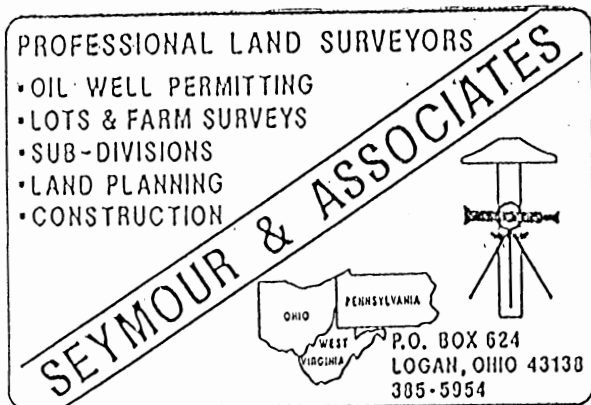 PROFESSIONAL LAND SURVEYORS
•OIL WELL PERMITTING
•LOTS & FARM SURVEYS
•SUB-DIVISIONS
•LAND PLANNING
•CONSTRUCTION
SEYMOUR & ASSOCIATES
OHIO
PENNSYLVANIA
WEST
VIRGINIA
P.O. BOX 624
LOGAN, OHIO 43138
385-5954